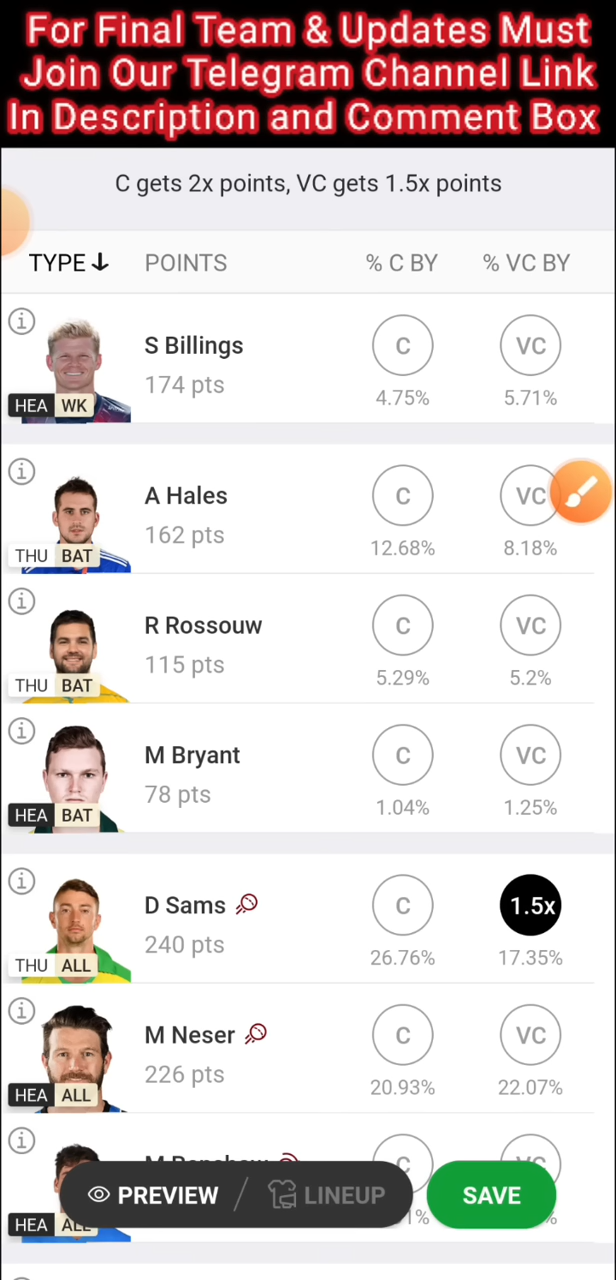 For Final Team & Updates Must
Join Our Telegram Channel Link
In Description and Comment Box
C gets 2x points, VC gets 1.5x points
TYPE↓ POINTS % C BY % VC BY
i
S Billings C VC
174 pts 4.75% 5.71%
HEA WK
i
A Hales C VC
162 pts 12.68% 8.18%
THU BAT
i
R Rossouw C VC
115 pts 5.29% 5.2%
THU BAT
i
M Bryant C VC
78 pts 1.04% 1.25%
HEA BAT
i
D Sams C 1.5x
240 pts 26.76% 17.35%
THU ALL
i
M Neser C VC
226 pts 20.93% 22.07%
HEA ALL
i
C VC
PREVIEW / LINEUP SAVE
HEA ALL